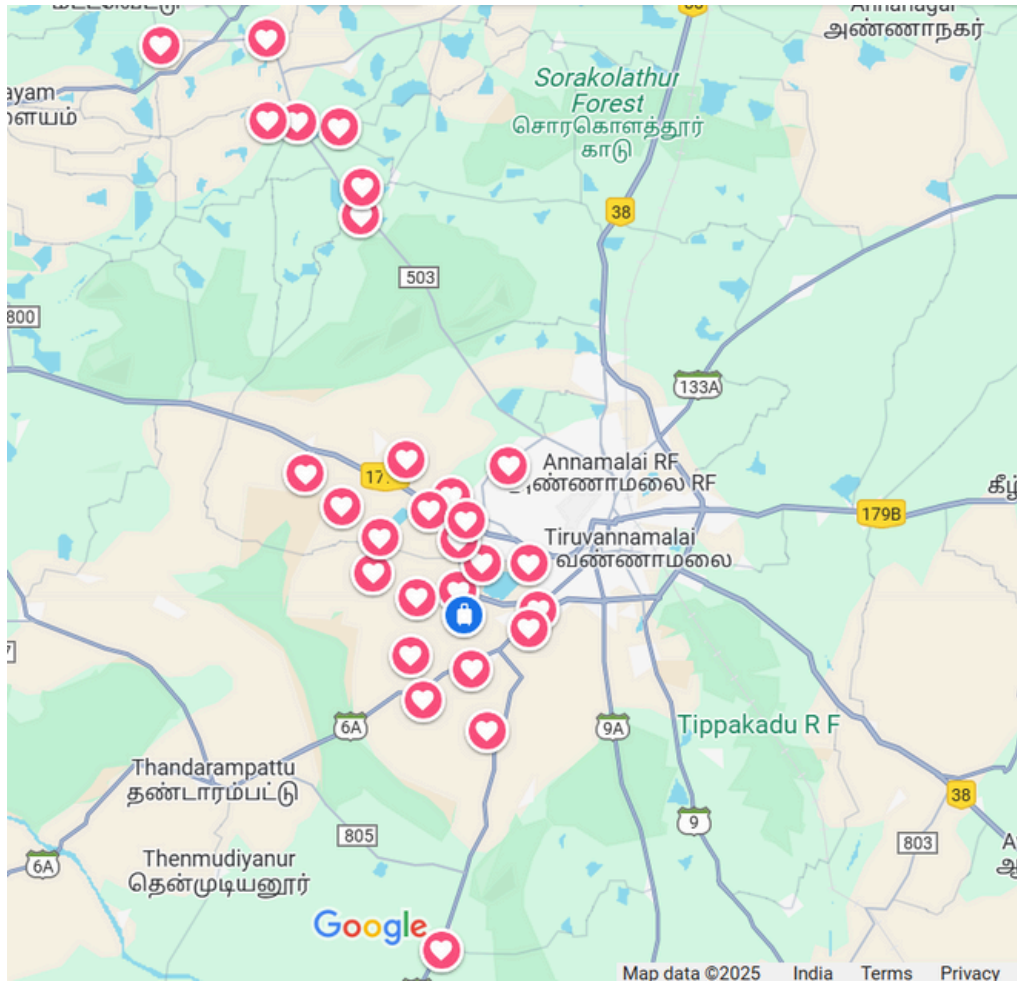 38
Annanagar
அண்ணாநகர்
ayam
ளையம்
Sorakolathur
Forest
சொரகொளத்தூர்
காடு
38
503
800
133A
Annamalai RF
அண்ணாமலை RF
179B
கீழ்
Tiruvannamalai
வண்ணாமலை
6A
9A
Tippakadu R F
Thandarampattu
தண்டாரம்பட்டு
38
805
9
803
6A
Thenmudiyanur
தென்முடியனூர்
Google
Map data ©2025 India Terms Privacy